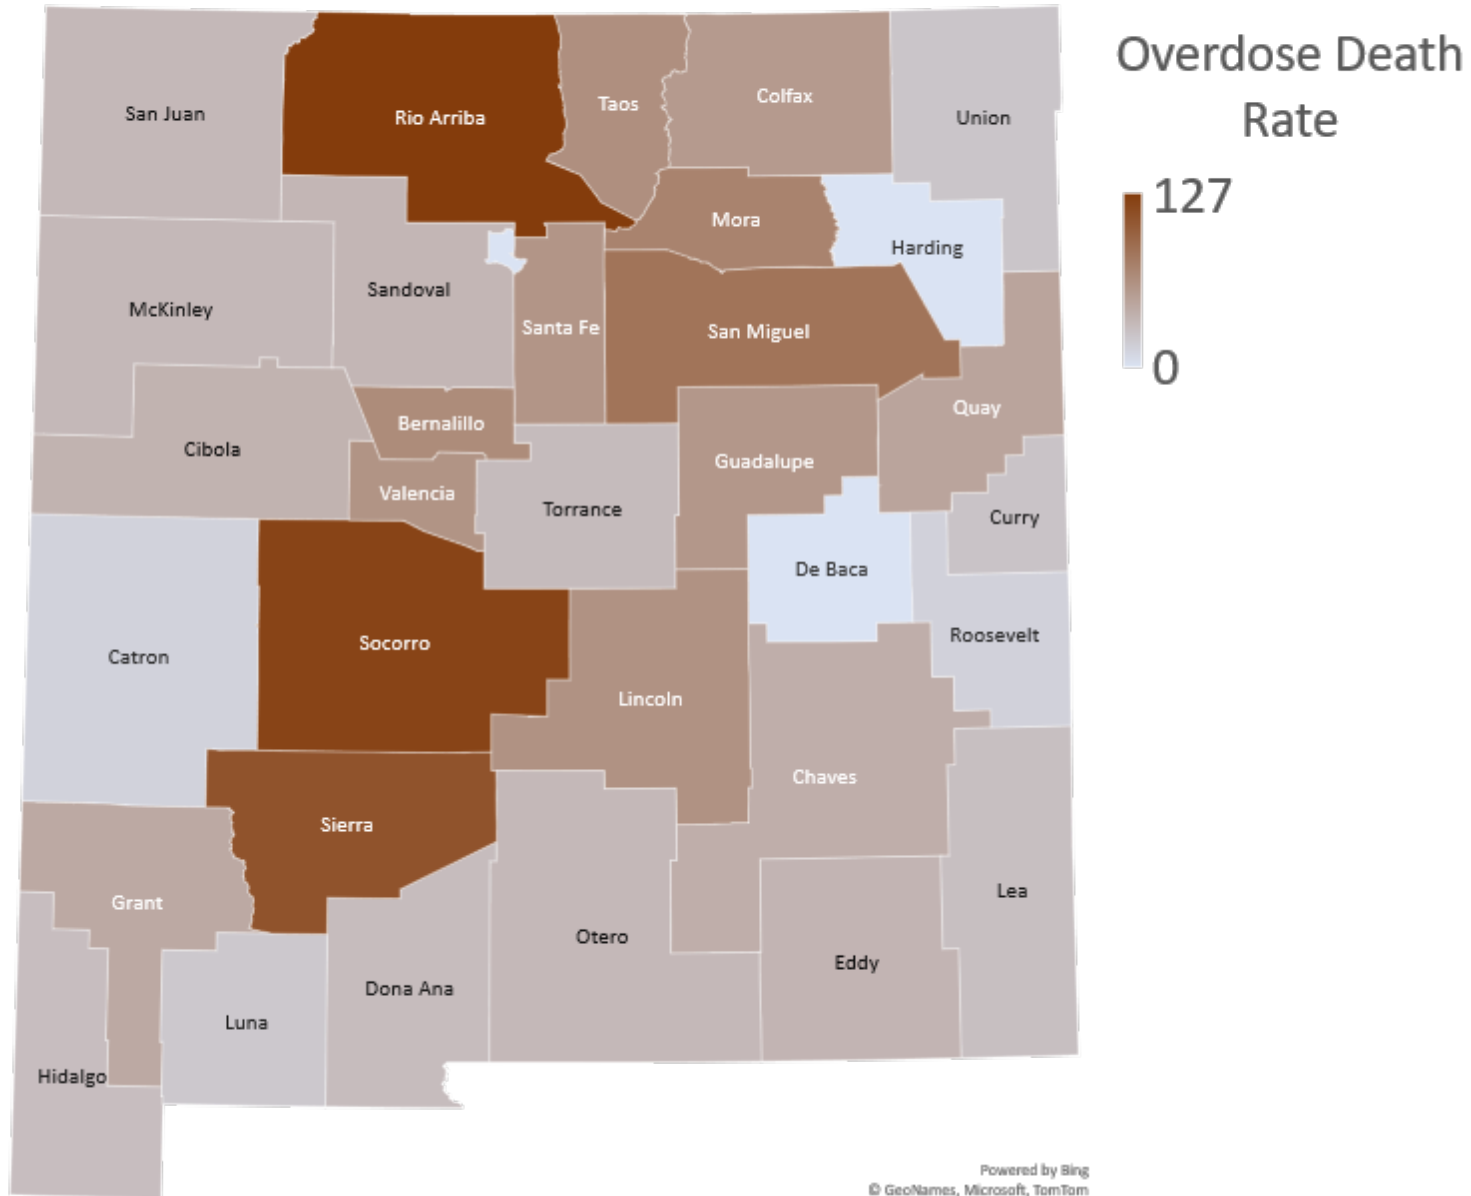 Overdose Death
Rate
127
0
San Juan
Rio Arriba
Taos
Colfax
Union
Mora
Harding
McKinley
Sandoval
Santa Fe
San Miguel
Quay
Bernalillo
Cibola
Guadalupe
Valencia
Torrance
Curry
De Baca
Roosevelt
Catron
Socorro
Lincoln
Chaves
Sierra
Grant
Lea
Otero
Eddy
Dona Ana
Luna
Hidalgo
Powered by Bing
© GeoNames, Microsoft, TomTom